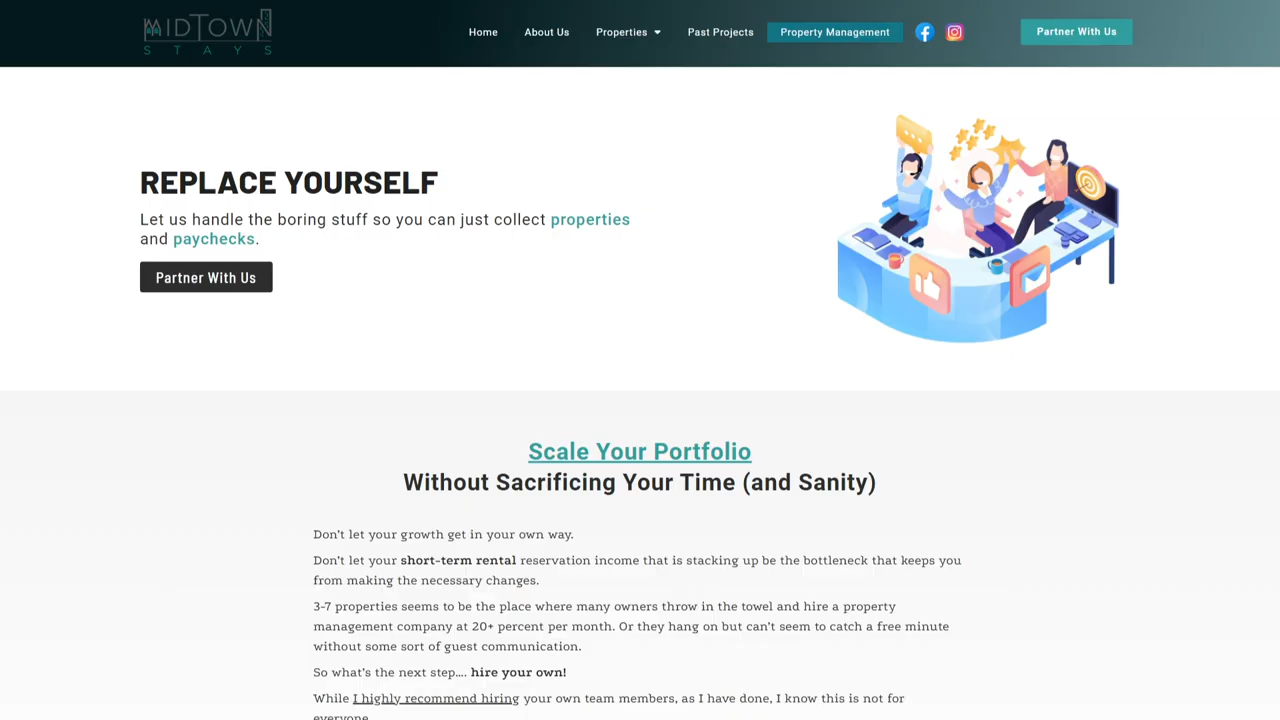 MIDTOWN
STAYS
Home About Us Properties Past Projects Property Management Partner With Us
REPLACE YOURSELF
Let us handle the boring stuff so you can just collect properties
and paychecks.
Partner With Us
Scale Your Portfolio
Without Sacrificing Your Time (and Sanity)
Don’t let your growth get in your own way.
Don’t let your short-term rental reservation income that is stacking up be the bottleneck that keeps you
from making the necessary changes.
3-7 properties seems to be the place where many owners throw in the towel and hire a property
management company at 20+ percent per month. Or they hang on but can’t seem to catch a free minute
without some sort of guest communication.
So what’s the next step.... hire your own!
While I highly recommend hiring your own team members, as I have done, I know this is not for
everyone.